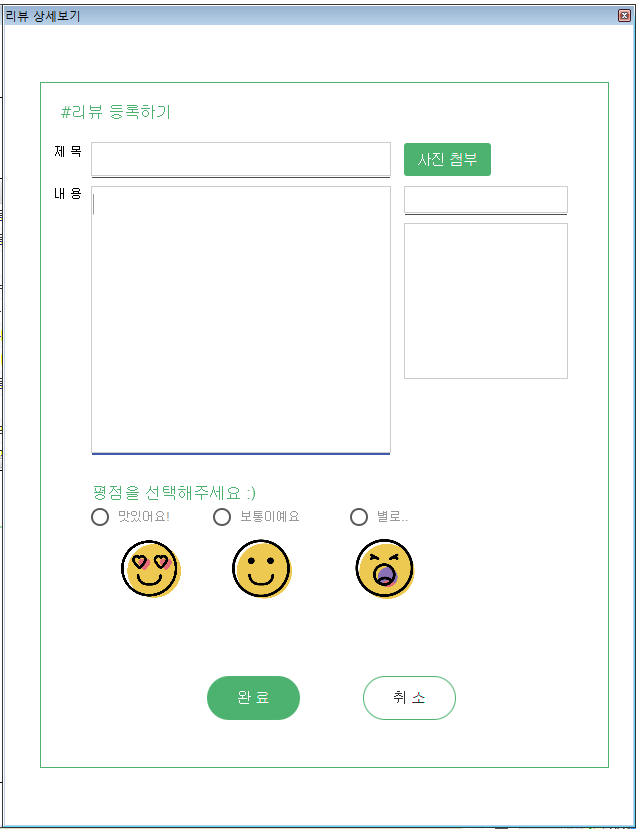 리뷰 상세보기
#리뷰 등록하기
제 목
사진 첨부
내 용
평점을 선택해주세요 :)
맛있어요! 보통이예요 별로..
완 료 취 소